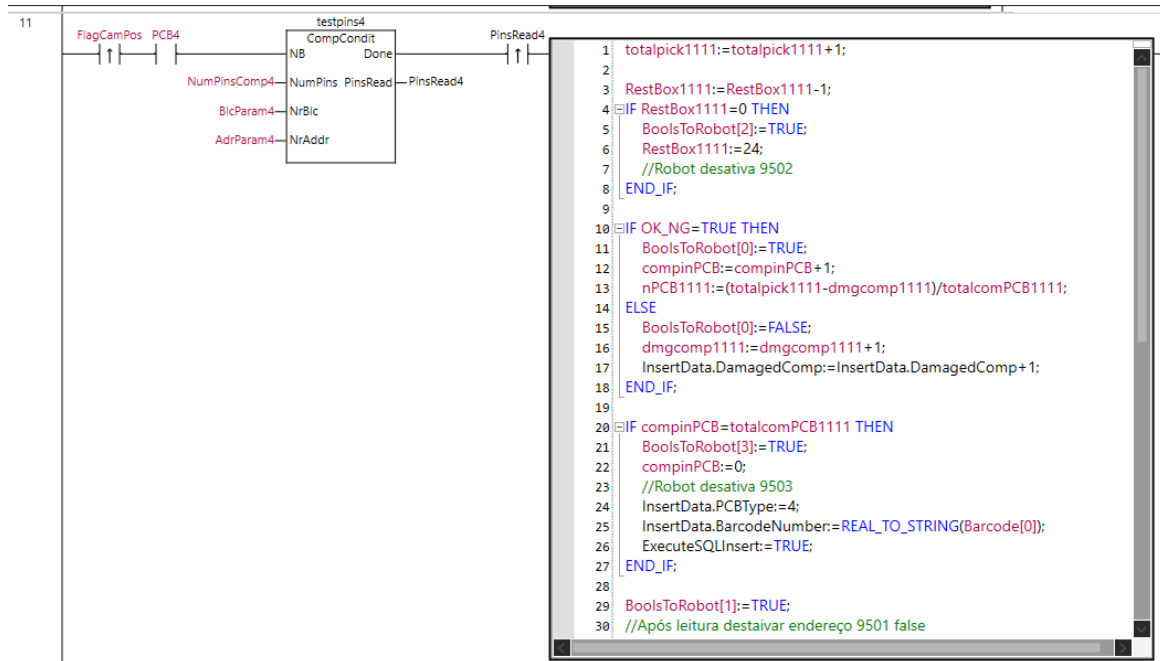 11
FlagCamPos PCB4 testpins4 PinsRead4
CompCondit
NB Done
NumPinsComp4 NumPins PinsRead PinsRead4
BlcParam4 NrBlc
AdrParam4 NrAddr
1 totalpick1111:=totalpick1111+1;
2
3 RestBox1111:=RestBox1111-1;
4 IF RestBox1111=0 THEN
5 BoolsToRobot[2]:=TRUE;
6 RestBox1111:=24;
7 //Robot desativa 9502
8 END_IF;
9
10 IF OK_NG=TRUE THEN
11 BoolsToRobot[0]:=TRUE;
12 compinPCB:=compinPCB+1;
13 nPCB1111:=(totalpick1111-dmgcomp1111)/totalcomPCB1111;
14 ELSE
15 BoolsToRobot[0]:=FALSE;
16 dmgcomp1111:=dmgcomp1111+1;
17 InsertData.DamagedComp:=InsertData.DamagedComp+1;
18 END_IF;
19
20 IF compinPCB=totalcomPCB1111 THEN
21 BoolsToRobot[3]:=TRUE;
22 compinPCB:=0;
23 //Robot desativa 9503
24 InsertData.PCBType:=4;
25 InsertData.BarcodeNumber:=REAL_TO_STRING(Barcode[0]);
26 ExecuteSQLInsert:=TRUE;
27 END_IF;
28
29 BoolsToRobot[1]:=TRUE;
30 //Após leitura destaivar endereço 9501 false